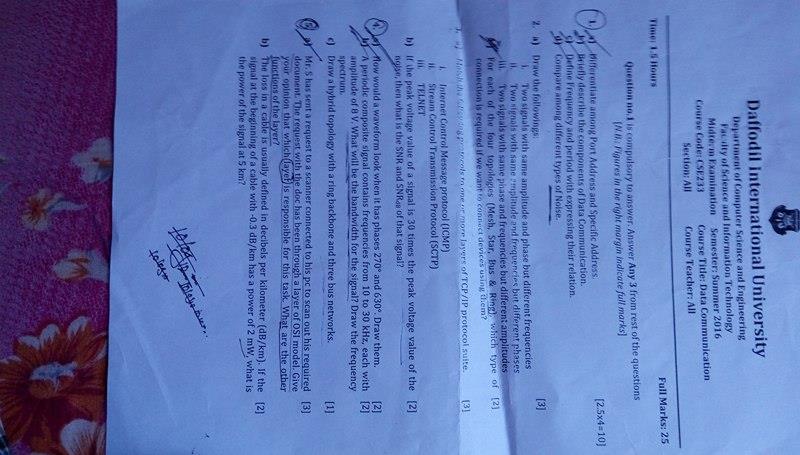 Daffodil International University
Department of Computer Science and Engineering
Faculty of Science and Information Technology
Midterm Examination Semester: Summer 2016
Course Code: CSE233 Course Title: Data Communication
Section: All Course Teacher: All
Time: 1.5 Hours Full Marks: 25
Question no.1 is compulsory to answer. Answer Any 3 from rest of the questions
[N.B: Figures in the right margin indicate full marks]
1. a) Differentiate among Port Address and Specific Address. [2.5x4=10]
b) Briefly describe the components of Data Communication.
c) Define Frequency and period with expressing their relation.
d) Compare among different types of Noise.
2. a) Draw the followings: [3]
i. Two signals with same amplitude and phase but different frequencies
ii. Two signals with same amplitude and frequencies but different phases
iii. Two signals with same phase and frequencies but different amplitudes
b) For each of the four topologies (Mesh, Star, Bus & Ring), which type of [2]
connection is required if we want to connect devices using them?
3. a) Match the following protocols to one or more layers of TCP/IP protocol suite. [3]
i. Internet Control Message protocol (ICMP)
ii. Stream Control Transmission Protocol (SCTP)
iii. TELNET
b) If the peak voltage value of a signal is 30 times the peak voltage value of the [2]
noise, then what is the SNR and SNRdB of that signal?
4. a) How would a waveform look when it has phases 270° and 630° Draw them. [2]
b) A periodic composite signal contains frequencies from 10 to 30 kHz, each with [2]
amplitude of 8 V. What will be the bandwidth for the signal? Draw the frequency
spectrum.
c) Draw a hybrid topology with a ring backbone and three bus networks. [1]
5. a) Mr. S has sent a request to a scanner connected to his pc to scan out his required [3]
document. The request with the doc has been through a layer of OSI model. Give
your opinion that which layer is responsible for this task. What are the other
functions of the layer?
b) The loss in a cable is usually defined in decibels per kilometer (dB/km). If the [2]
signal at the beginning of a cable with -0.3 dB/km has a power of 2 mW, what is
the power of the signal at 5 km?